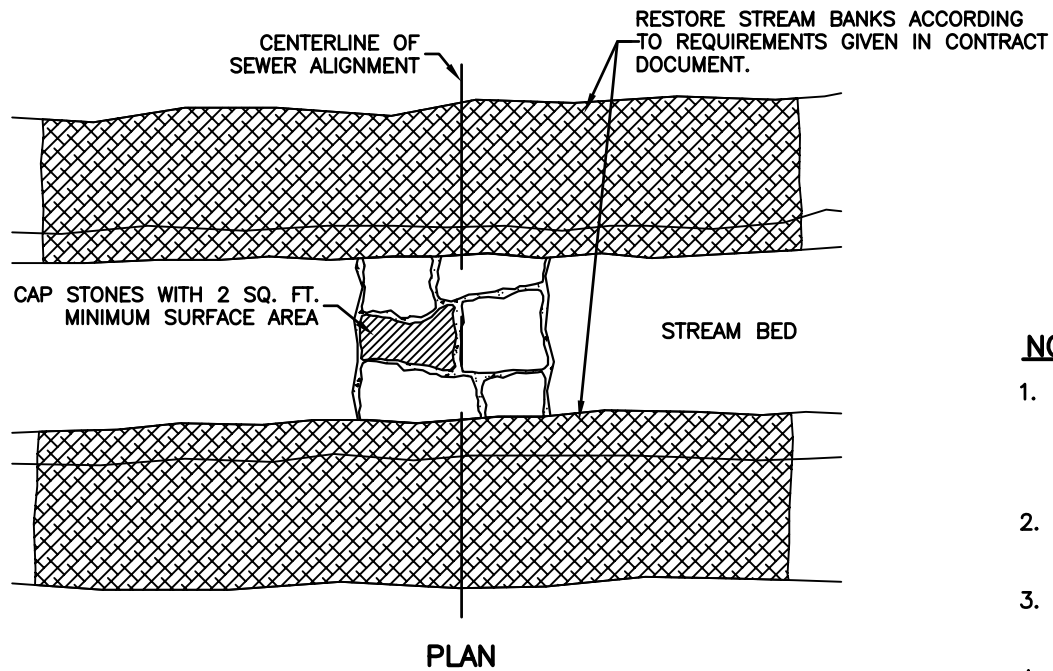 RESTORE STREAM BANKS ACCORDING
TO REQUIREMENTS GIVEN IN CONTRACT
DOCUMENT.
CENTERLINE OF
SEWER ALIGNMENT
CAP STONES WITH 2 SQ. FT.
MINIMUM SURFACE AREA
STREAM BED
NO
1.
2.
3.
PLAN